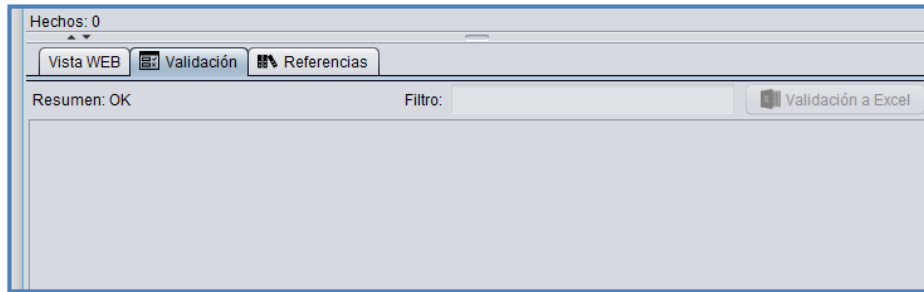 Hechos: 0
Vista WEB Validación Referencias
Resumen: OK Filtro: Validación a Excel